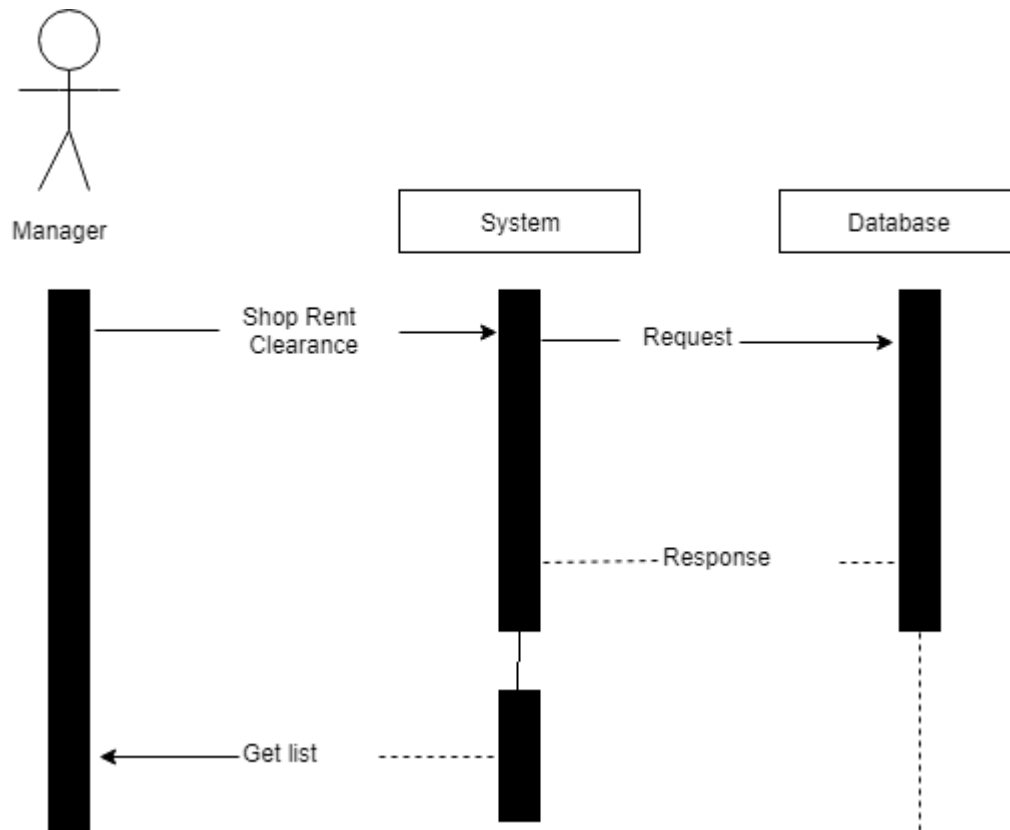 Manager
System
Database
Shop Rent
Clearance
Request
Response
Get list